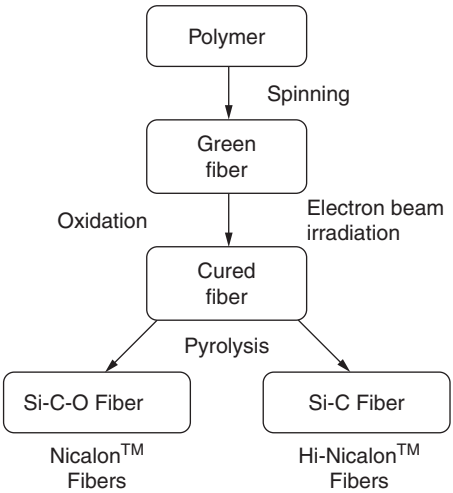 Polymer
Spinning
Green
fiber
Oxidation
Electron beam
irradiation
Cured
fiber
Pyrolysis
Si-C-O Fiber
Si-C Fiber
Nicalon™
Fibers
Hi-Nicalon™
Fibers